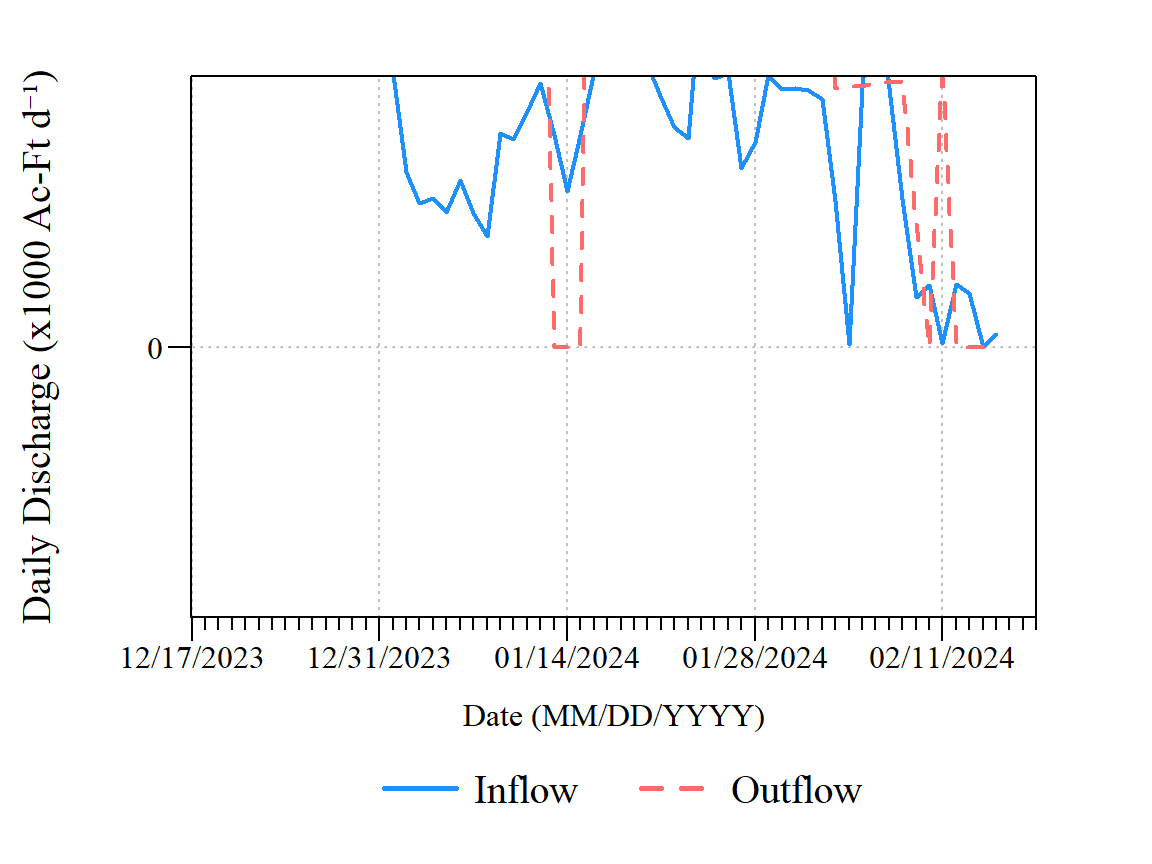 Daily Discharge (x1000 Ac-Ft d⁻¹)
0
12/17/2023 12/31/2023 01/14/2024 01/28/2024 02/11/2024
Date (MM/DD/YYYY)
Inflow Outflow